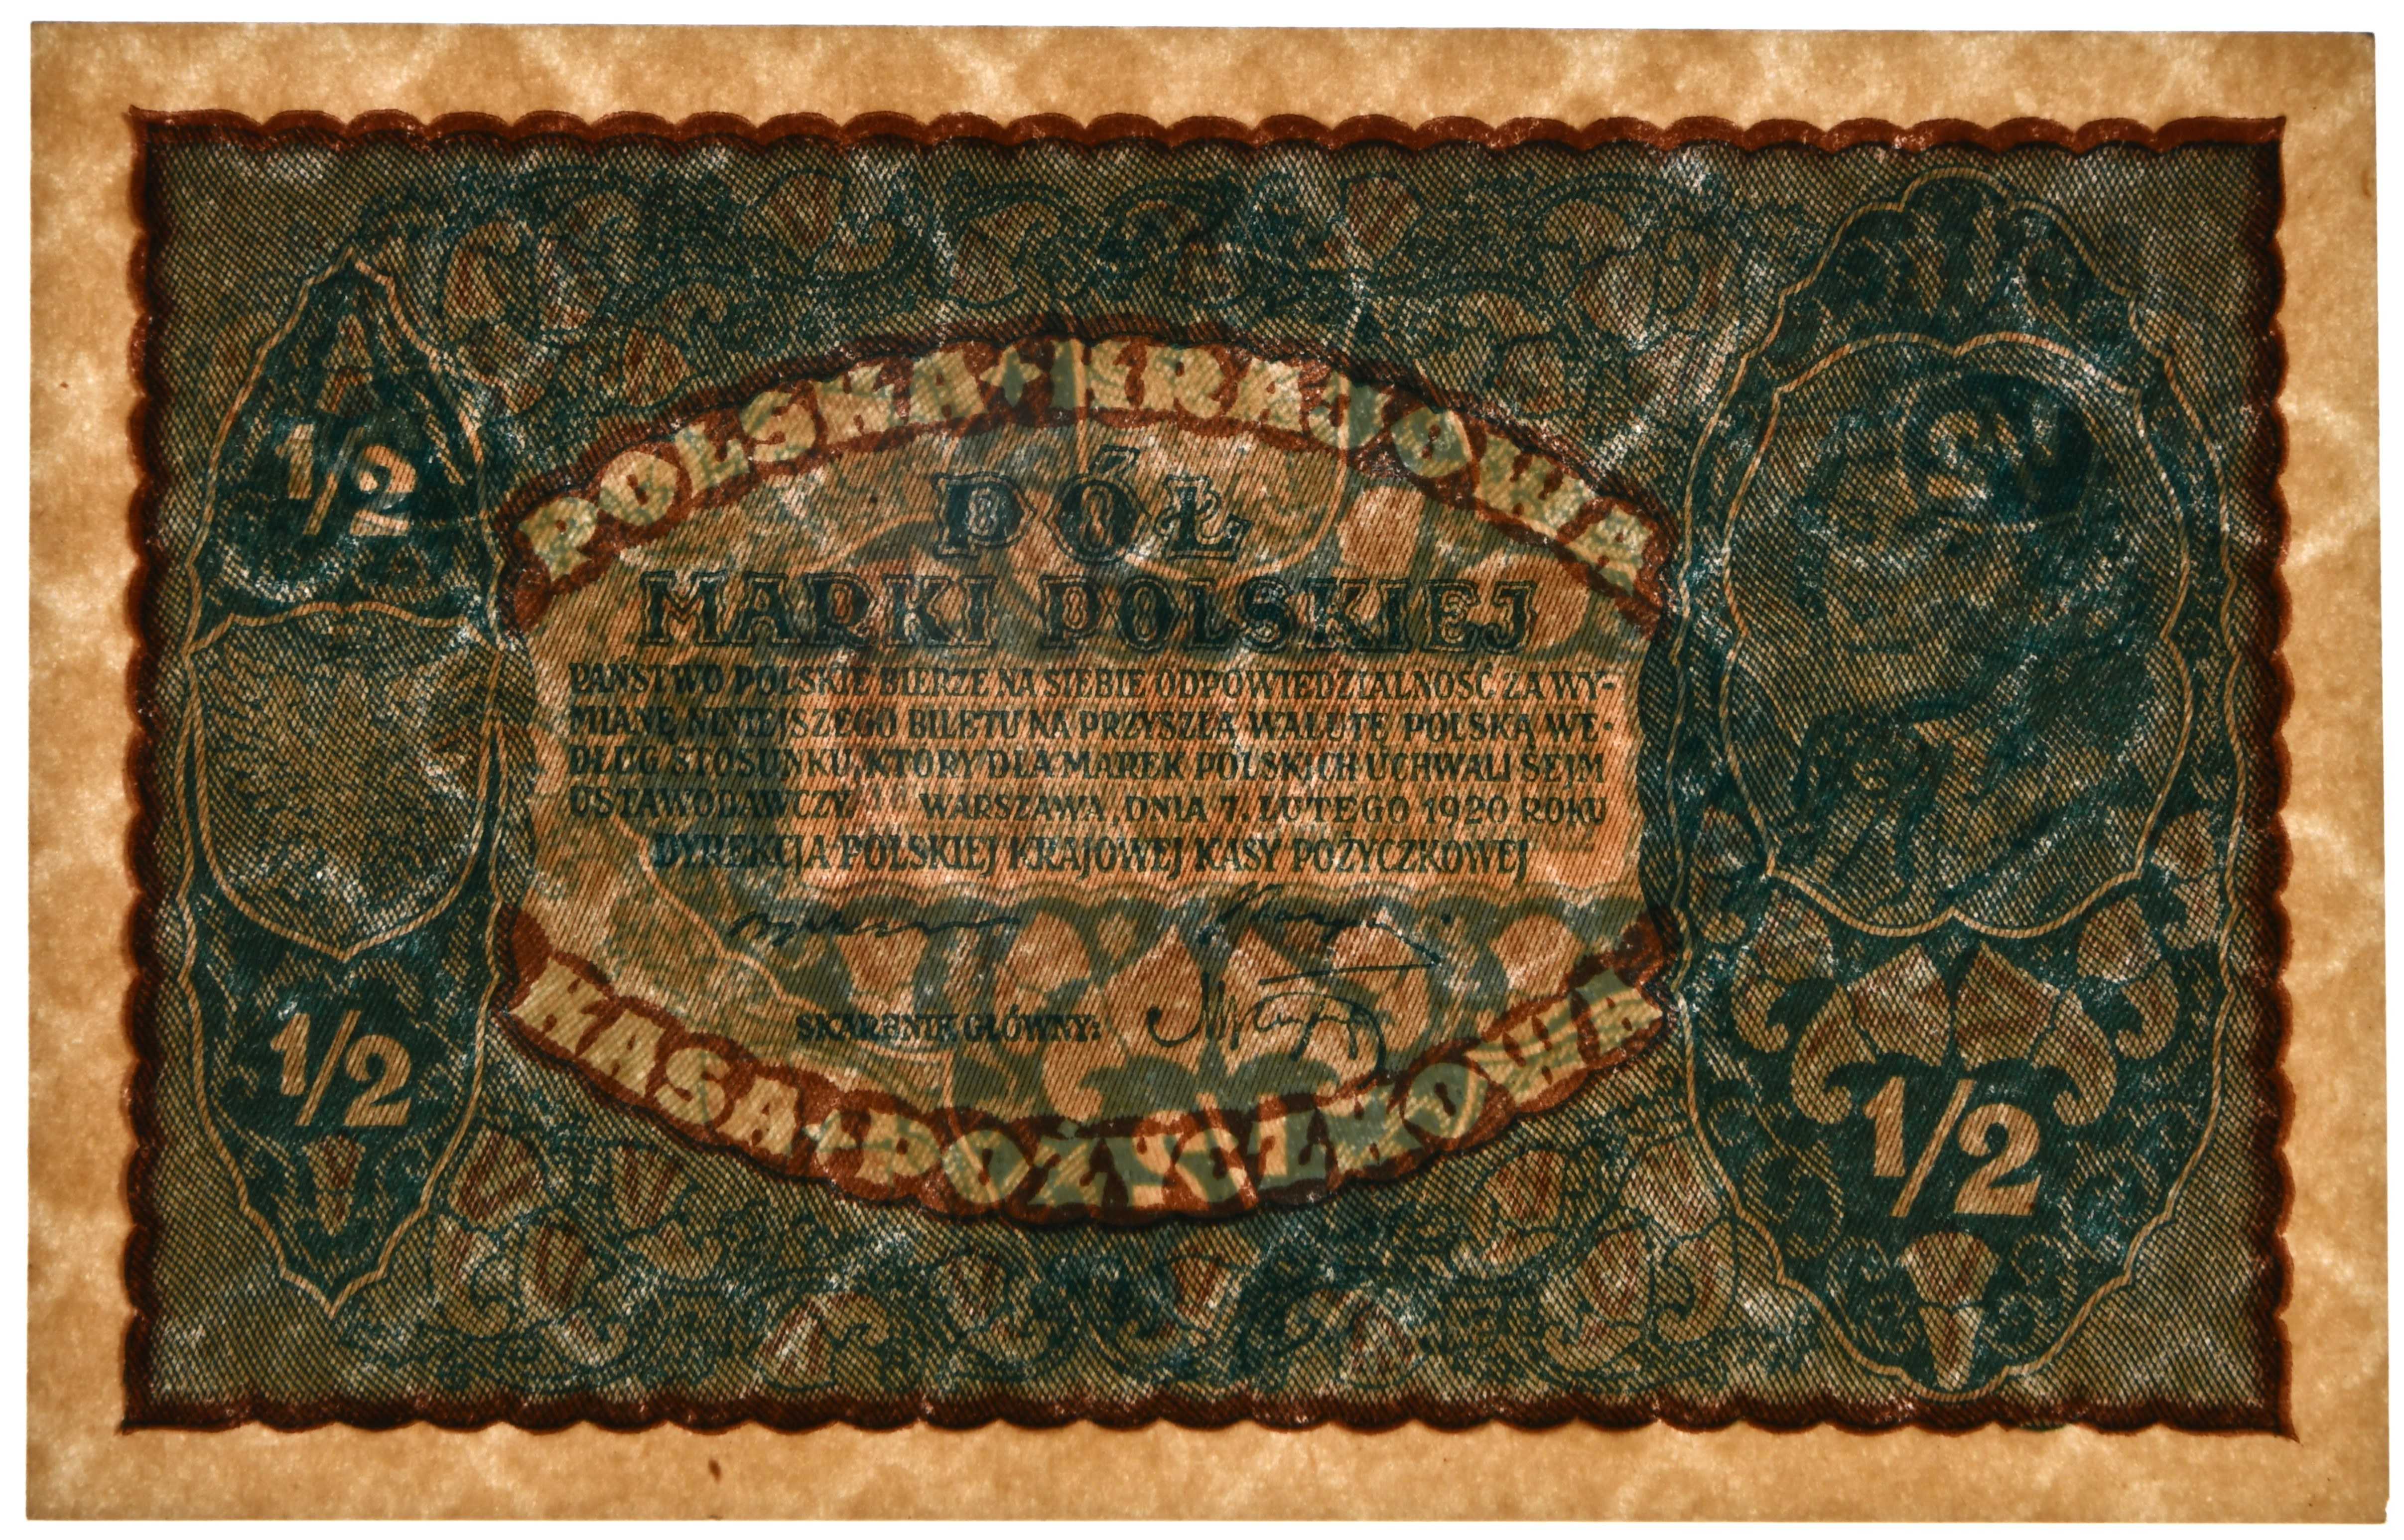 POLSKA KRAJOWA
1/2
PÓŁ
MARKI POLSKIEJ
PAŃSTWO POLSKIE BIERZE NA SIEBIE ODPOWIEDZIALNOŚĆ ZA WY-
MIANĘ NINIEJSZEGO BILETU NA PRZYSZŁĄ WALUTĘ POLSKĄ WE-
DŁUG STOSUNKU, KTÓRY DLA MAREK POLSKICH UCHWALI SEJM
USTAWODAWCZY. WARSZAWA, DNIA 7. LUTEGO 1920 ROKU
DYREKCJA POLSKIEJ KRAJOWEJ KASY POŻYCZKOWEJ
SKARBNIK GŁÓWNY:
1/2
1/2
KASA POŻYCZKOWA